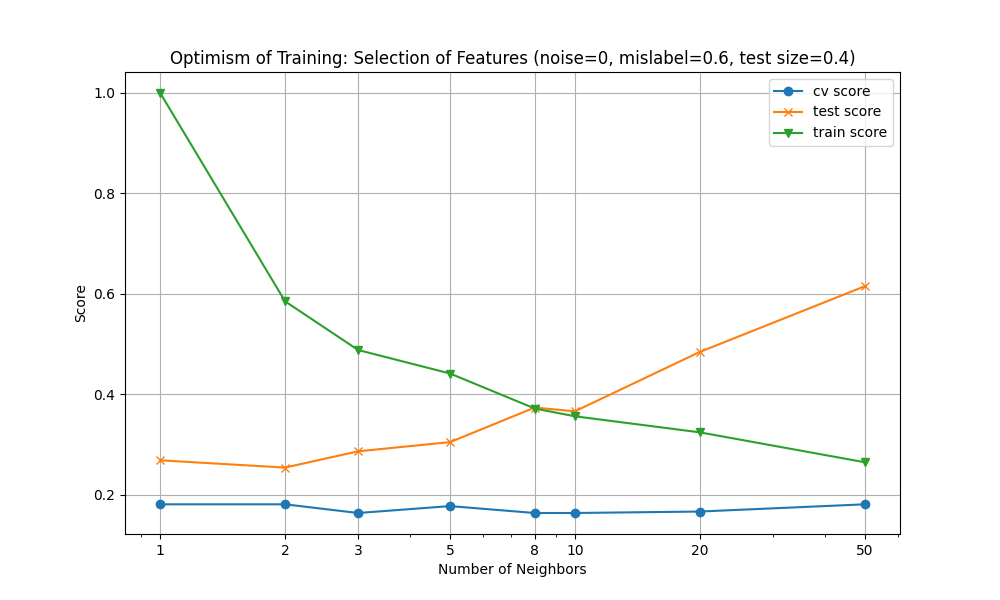 Optimism of Training: Selection of Features (noise=0, mislabel=0.6, test size=0.4)
cv score
test score
train score
1.0
0.8
0.6
0.4
0.2
Score
1 2 3 5 8 10 20 50
Number of Neighbors